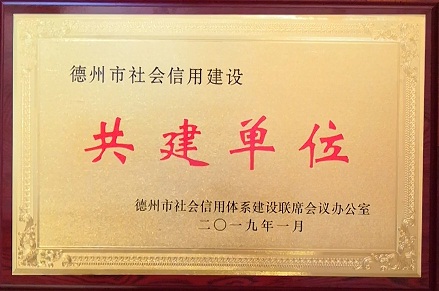 德州市社会信用建设
共建单位
德州市社会信用体系建设联席会议办公室
二〇一九年一月